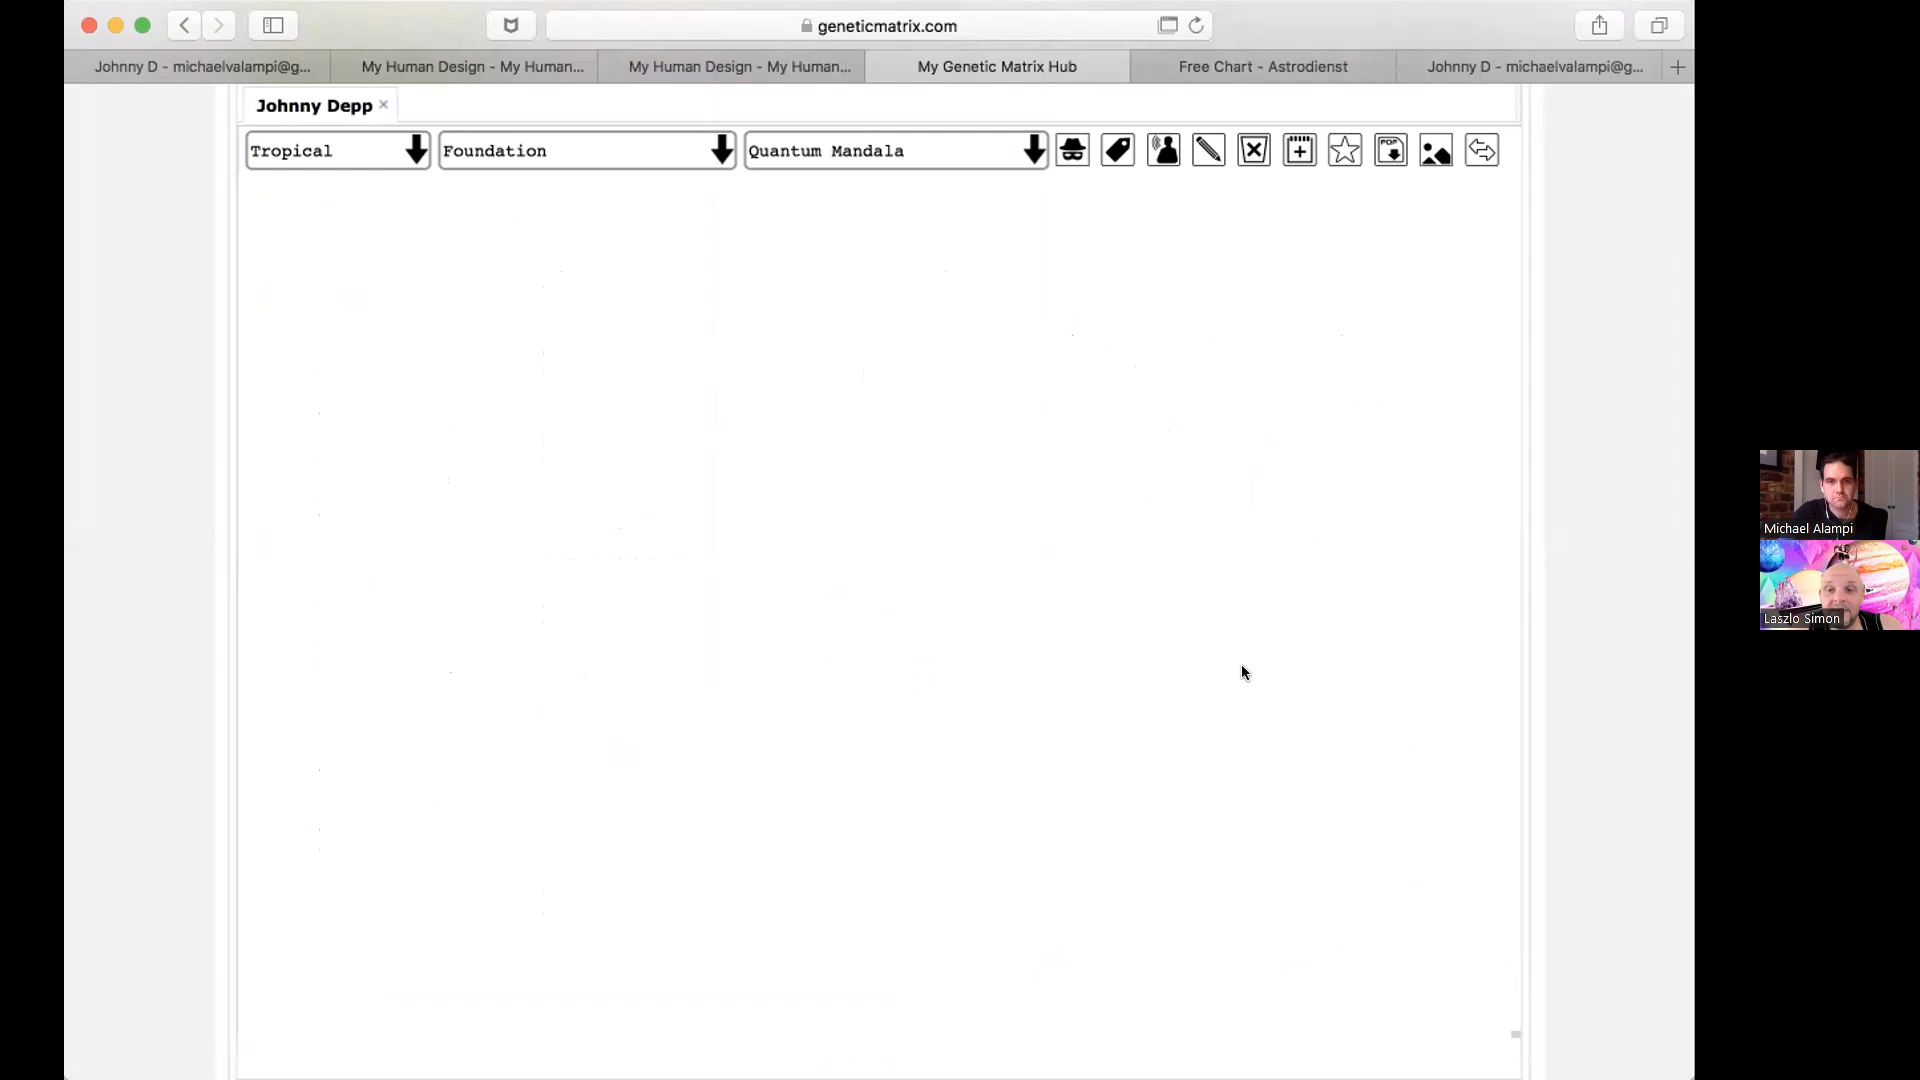 geneticmatrix.com
Johnny D - michaelvalampi@g...
My Human Design - My Human...
My Human Design - My Human...
My Genetic Matrix Hub
Free Chart - Astrodienst
Johnny D - michaelvalampi@g...
Johnny Depp
Tropical
Foundation
Quantum Mandala
PDF
Michael Alampi
Laszlo Simon